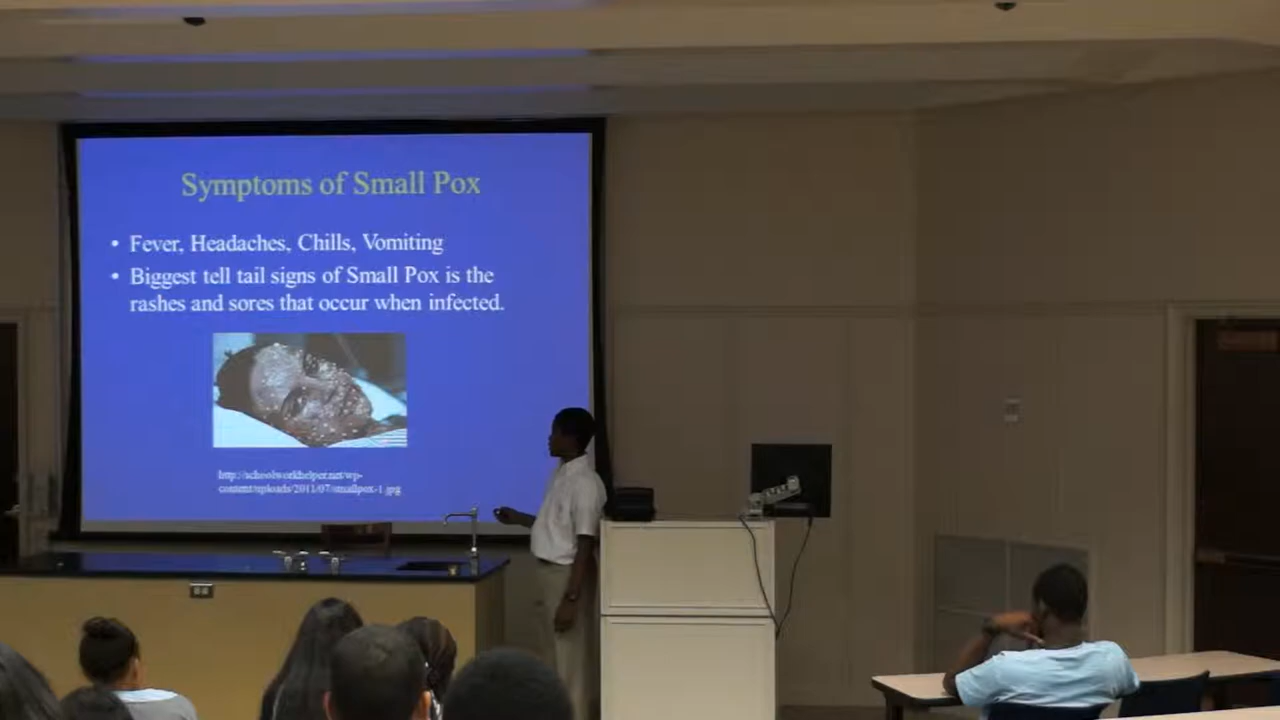 Symptoms of Small Pox
• Fever, Headaches, Chills, Vomiting
• Biggest tell tail signs of Small Pox is the
rashes and sores that occur when infected.
http://schoolworkhelper.net/wp-
content/uploads/2011/07/smallpox-1.jpg